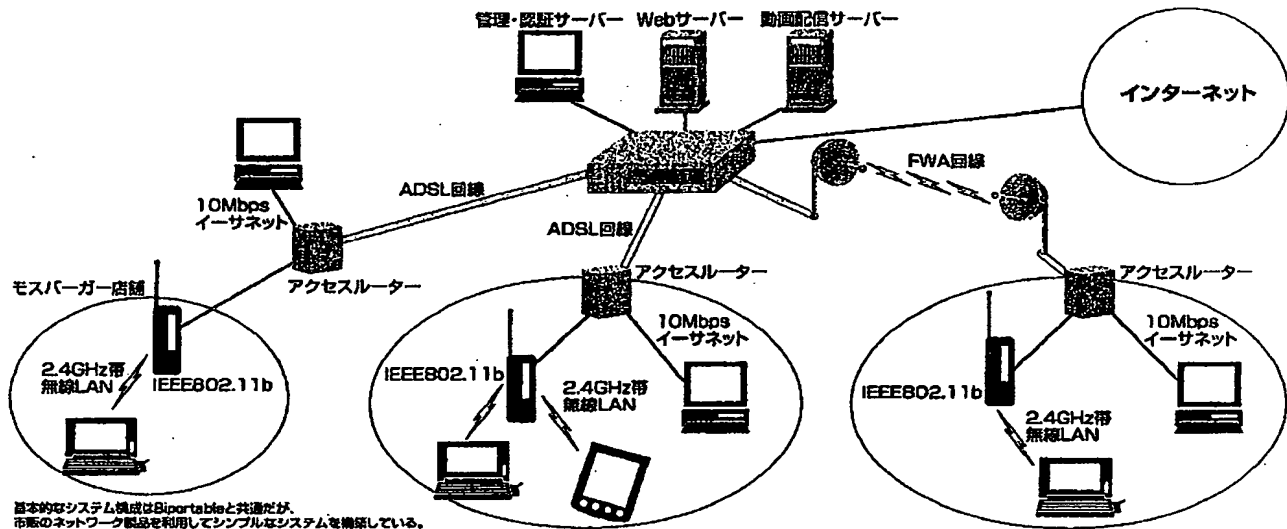 管理・認証サーバー
Webサーバー
動画配信サーバー
インターネット
FWA回線
ADSL回線
10Mbps
イーサネット
ADSL回線
アクセスルーター
モスバーガー店舗
アクセスルーター
アクセスルーター
10Mbps
イーサネット
10Mbps
イーサネット
2.4GHz帯
無線LAN
IEEE802.11b
IEEE802.11b
2.4GHz帯
無線LAN
IEEE802.11b
2.4GHz帯
無線LAN
基本的なシステム構成はBiportableと共通だが、
市販のネットワーク製品を利用してシンプルなシステムを構築している。